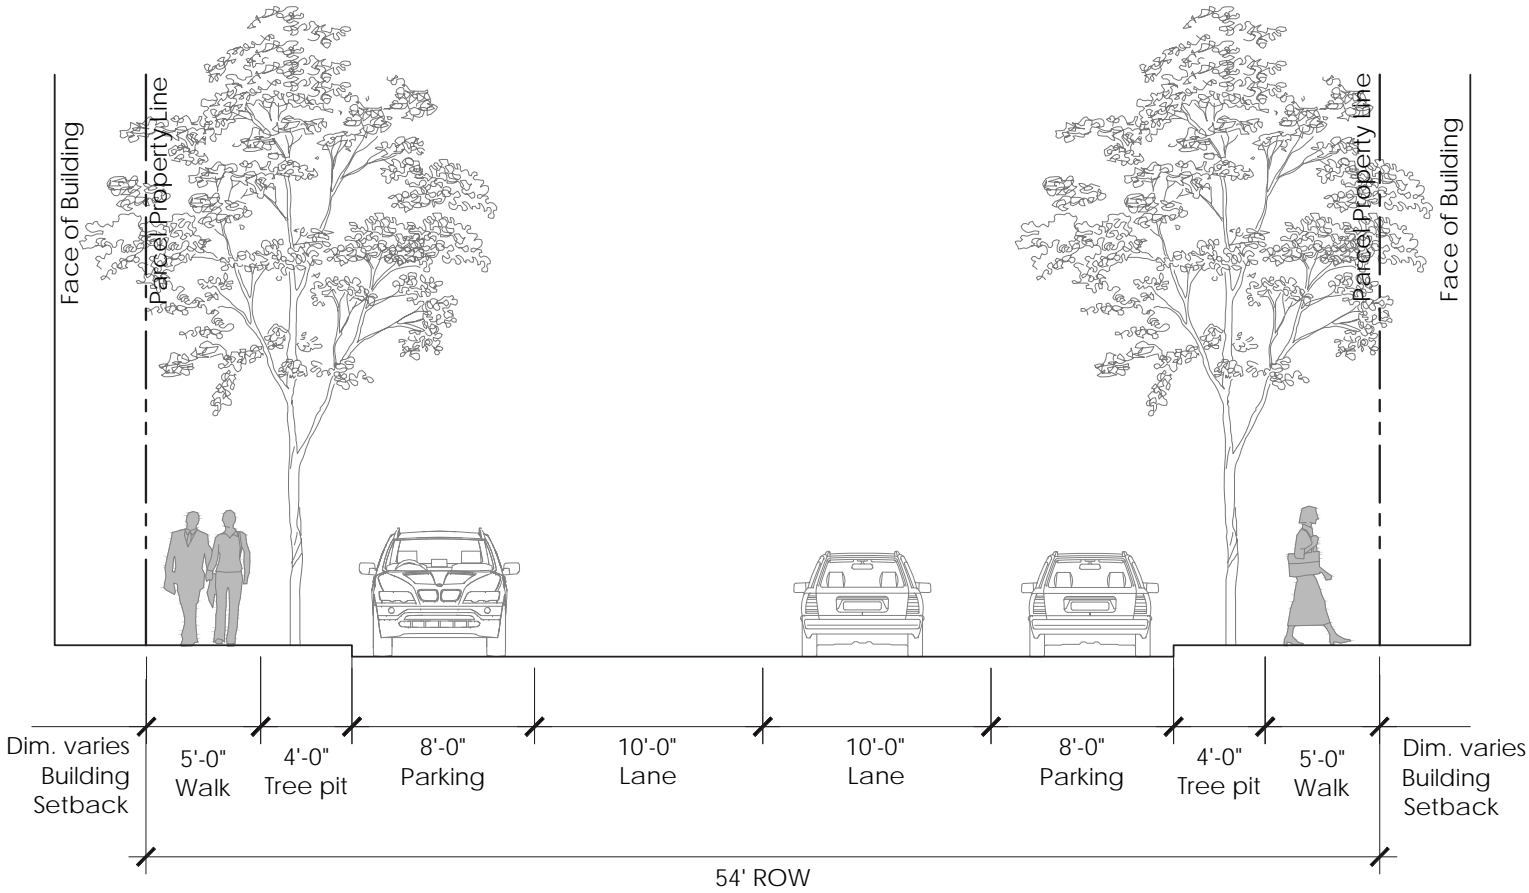 Face of Building
Parcel Property Line
Parcel Property Line
Face of Building
Dim. varies
Building
Setback
5'-0"
Walk
4'-0"
Tree pit
8'-0"
Parking
10'-0"
Lane
10'-0"
Lane
8'-0"
Parking
4'-0"
Tree pit
5'-0"
Walk
Dim. varies
Building
Setback
54' ROW